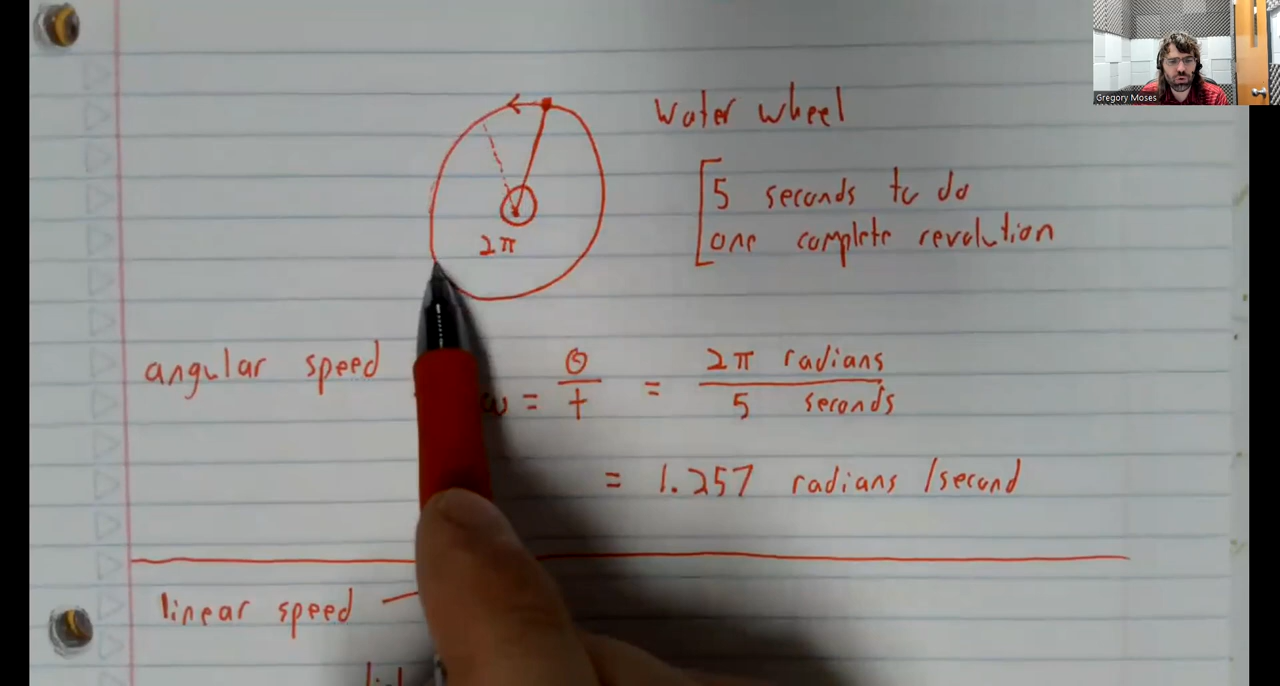 Gregory Moses
Water wheel
5 seconds to do
one complete revolution
2π
angular speed
ω = θ/t = 2π radians / 5 seconds
= 1.257 radians /second
linear speed